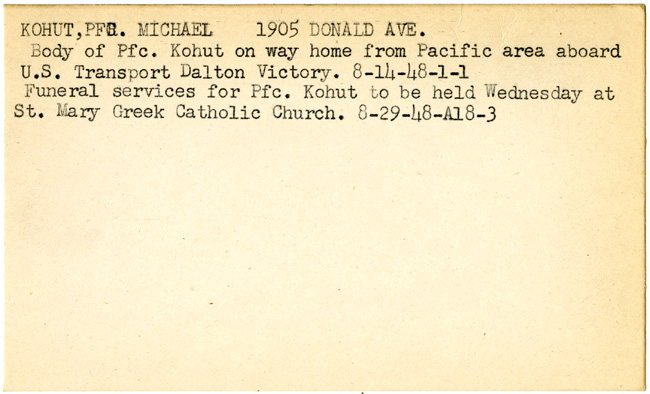 KOHUT,PFC. MICHAEL 1905 DONALD AVE.
Body of Pfc. Kohut on way home from Pacific area aboard
U.S. Transport Dalton Victory. 8-14-48-1-1
Funeral services for Pfc. Kohut to be held Wednesday at
St. Mary Greek Catholic Church. 8-29-48-A18-3